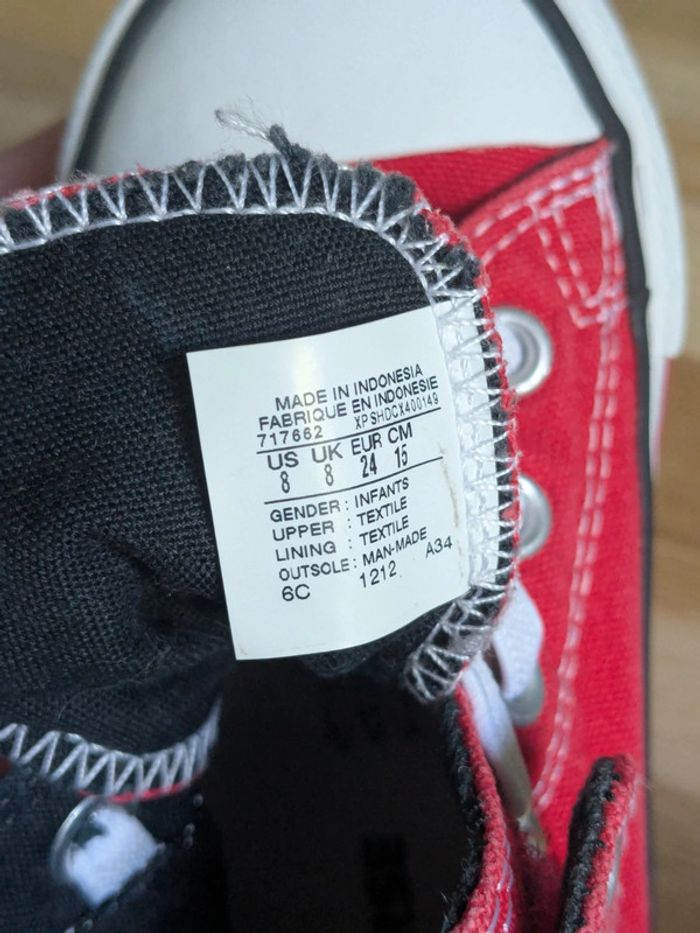 MADE IN INDONESIA
FABRIQUE EN INDONESIE
717662 XPSHDCX400149
US UK EUR CM
8 8 24 15
GENDER : INFANTS
UPPER : TEXTILE
LINING : TEXTILE
OUTSOLE : MAN-MADE
6C 1212 A34